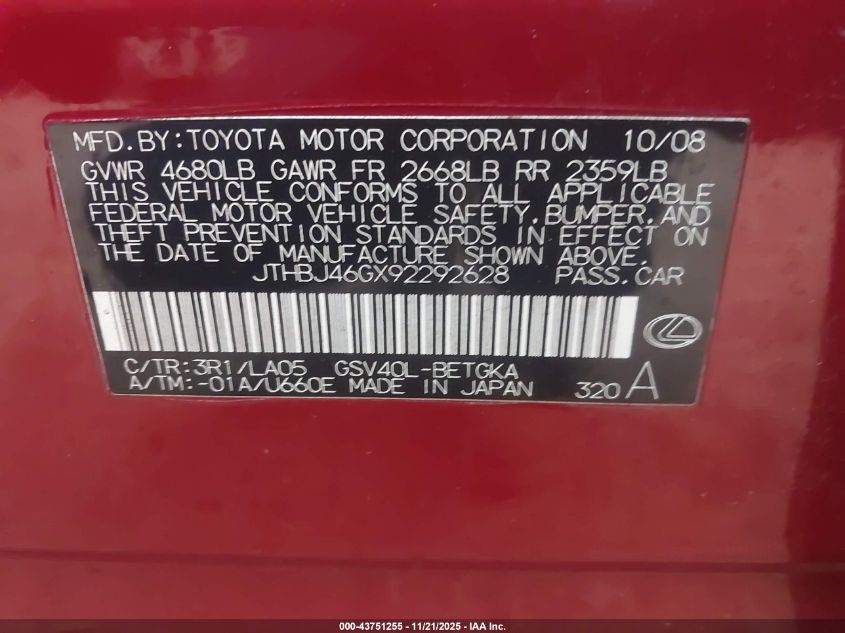 MFD.BY:TOYOTA MOTOR CORPORATION 10/08
GVWR 4680LB GAWR FR 2668LB RR 2359LB
THIS VEHICLE CONFORMS TO ALL APPLICABLE
FEDERAL MOTOR VEHICLE SAFETY,BUMPER,AND
THEFT PREVENTION STANDARDS IN EFFECT ON
THE DATE OF MANUFACTURE SHOWN ABOVE.
JTHBJ46GX92292628 PASS.CAR
C/TR:3R1/LA05 GSV40L-BETGKA
A/TM:-01A/U660E MADE IN JAPAN 320 A
000-43751255 - 11/21/2025 - IAA Inc.